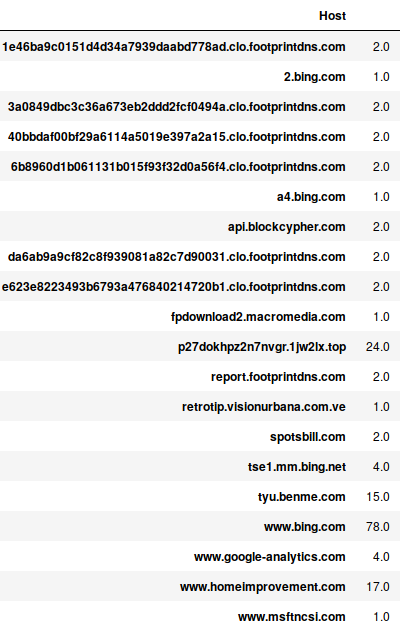 Host
1e46ba9c0151d4d34a7939daabd778ad.clo.footprintdns.com 2.0
2.bing.com 1.0
3a0849dbc3c36a673eb2ddd2fcf0494a.clo.footprintdns.com 2.0
40bbdaf00bf29a6114a5019e397a2a15.clo.footprintdns.com 2.0
6b8960d1b061131b015f93f32d0a56f4.clo.footprintdns.com 2.0
a4.bing.com 1.0
api.blockcypher.com 2.0
da6ab9a9cf82c8f939081a82c7d90031.clo.footprintdns.com 2.0
e623e8223493b6793a476840214720b1.clo.footprintdns.com 2.0
fpdownload2.macromedia.com 1.0
p27dokhpz2n7nvgr.1jw2lx.top 24.0
report.footprintdns.com 2.0
retrotip.visionurbana.com.ve 1.0
spotsbill.com 2.0
tse1.mm.bing.net 4.0
tyu.benme.com 15.0
www.bing.com 78.0
www.google-analytics.com 4.0
www.homeimprovement.com 17.0
www.msftncsi.com 1.0